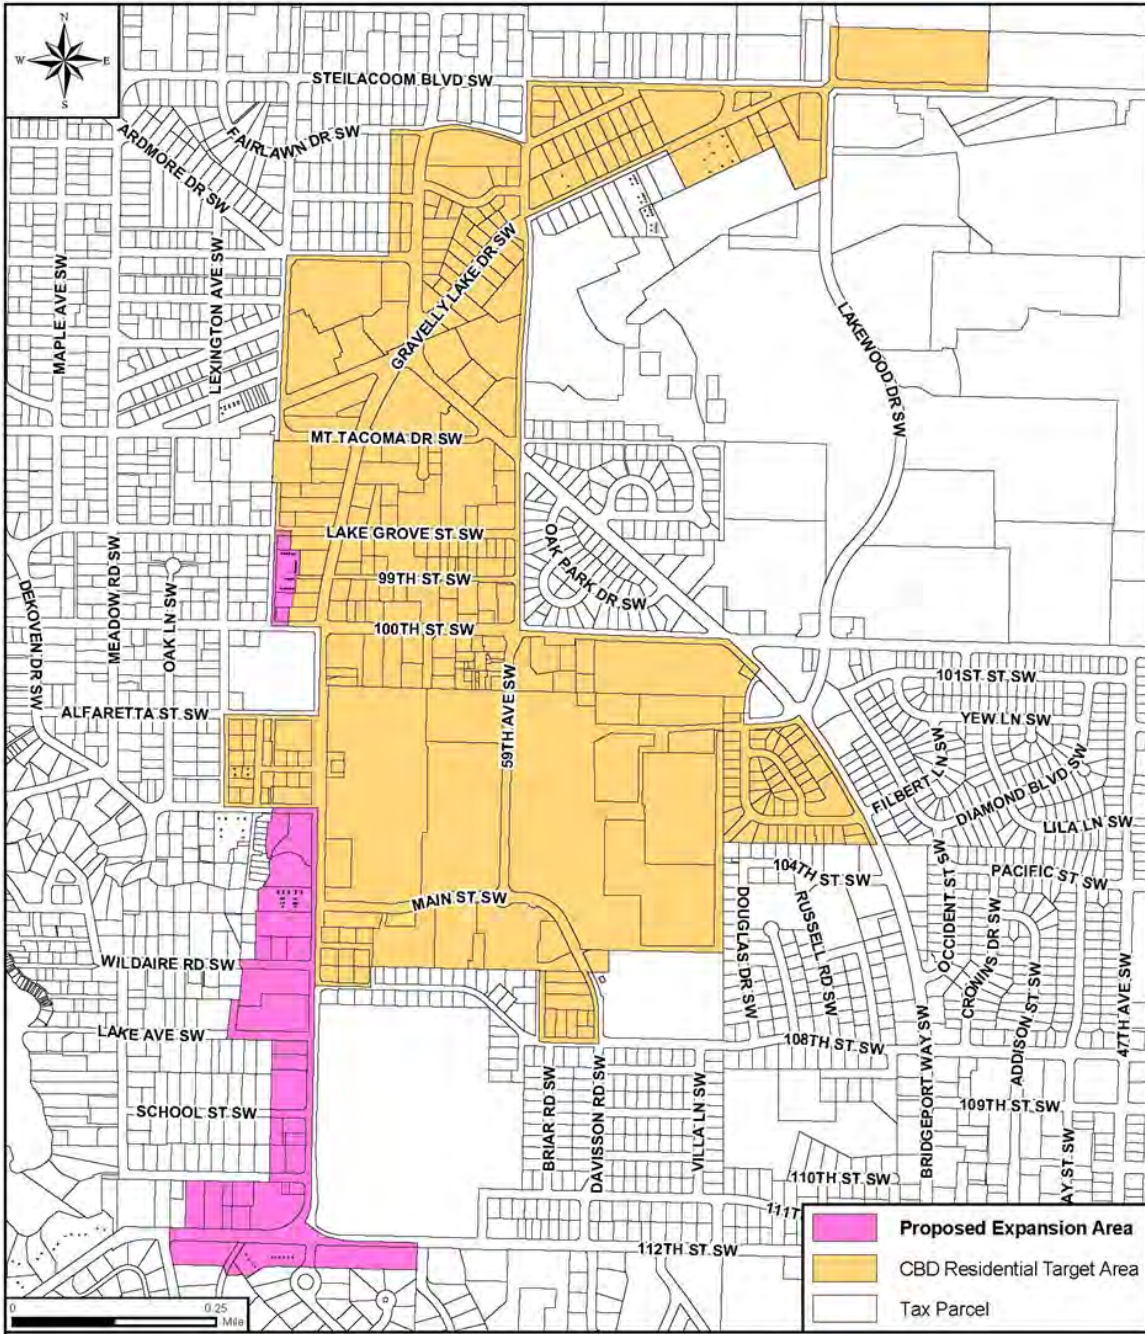 N
W E
S
STEILACOOM BLVD SW
FAIRLAWN DR SW
ARDMORE DR SW
MAPLE AVE SW
LEXINGTON AVE SW
GRAVELLY LAKE DR SW
LAKEWOOD DR SW
MT TACOMA DR SW
LAKE GROVE ST SW
OAK PARK DR SW
99TH ST SW
DEKOVEN DR SW
MEADOW RD SW
OAK LN SW
100TH ST SW
101ST ST SW
ALFARETTA ST SW
YEW LN SW
59TH AVE SW
FILBERT LN SW
DIAMOND BLVD SW
LILA LN SW
104TH ST SW
PACIFIC ST SW
MAIN ST SW
DOUGLAS DR SW
RUSSELL RD SW
OCCIDENT ST SW
CRONINS DR SW
WILDAIRE RD SW
LAKE AVE SW
108TH ST SW
ADDISON ST SW
47TH AVE SW
SCHOOL ST SW
BRIAR RD SW
DAVISSON RD SW
VILLA LN SW
BRIDGEPORT WAY SW
109TH ST SW
110TH ST SW
AY ST SW
111T
112TH ST SW
Proposed Expansion Area
CBD Residential Target Area
Tax Parcel
0 0.25
Mile